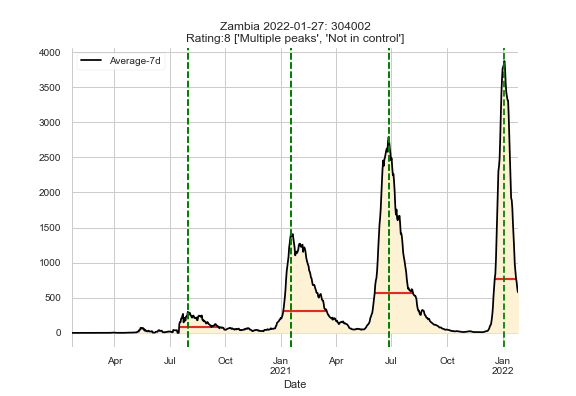 Zambia 2022-01-27: 304002
Rating:8 ['Multiple peaks', 'Not in control']
4000
Average-7d
3500
3000
2500
2000
1500
1000
500
0
Apr Jul Oct Jan Apr Jul Oct Jan
2021 2022
Date